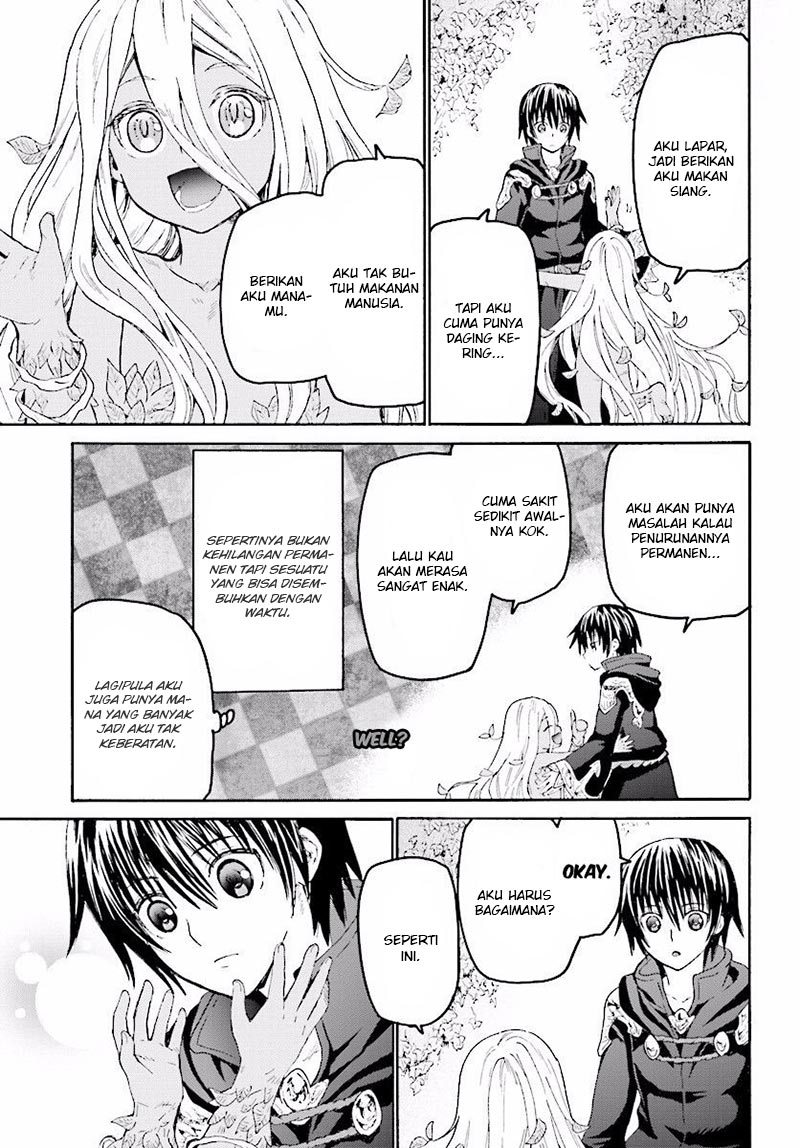 AKU LAPAR,
JADI BERIKAN
AKU MAKAN
SIANG.
TAPI AKU
CUMA PUNYA
DAGING KE-
RING...
AKU TAK BU-
TUH MAKANAN
MANUSIA.
BERIKAN
AKU MANA-
MU.
AKU AKAN PUNYA
MASALAH KALAU
PENURUNANNYA
PERMANEN...
CUMA SAKIT
SEDIKIT AWAL-
NYA KOK.
LALU KAU
AKAN MERASA
SANGAT ENAK.
WELL?
SEPERTINYA BUKAN
KEHILANGAN PERMA-
NEN TAPI SESUATU
YANG BISA DISEM-
BUHKAN DENGAN
WAKTU.
LAGIPULA AKU
JUGA PUNYA MA-
NA YANG BANYAK
JADI AKU TAK
KEBERATAN.
OKAY.
AKU HARUS
BAGAIMANA?
SEPERTI
INI.